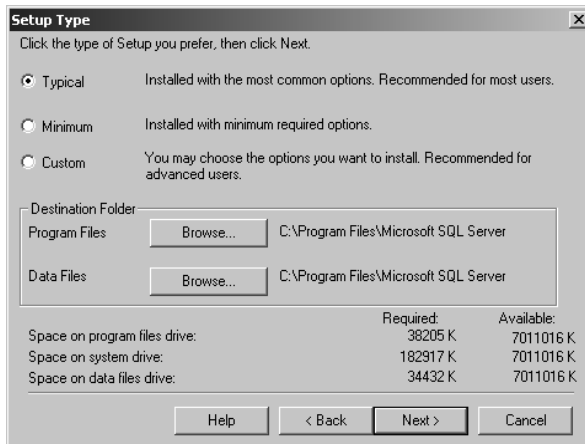 Setup Type
Click the type of Setup you prefer, then click Next.
Typical Installed with the most common options. Recommended for most users.
Minimum Installed with minimum required options.
Custom You may choose the options you want to install. Recommended for
advanced users.
Destination Folder
Program Files Browse... C:\Program Files\Microsoft SQL Server
Data Files Browse... C:\Program Files\Microsoft SQL Server
Required: Available:
Space on program files drive: 38205 K 7011016 K
Space on system drive: 182917 K 7011016 K
Space on data files drive: 34432 K 7011016 K
Help < Back Next > Cancel